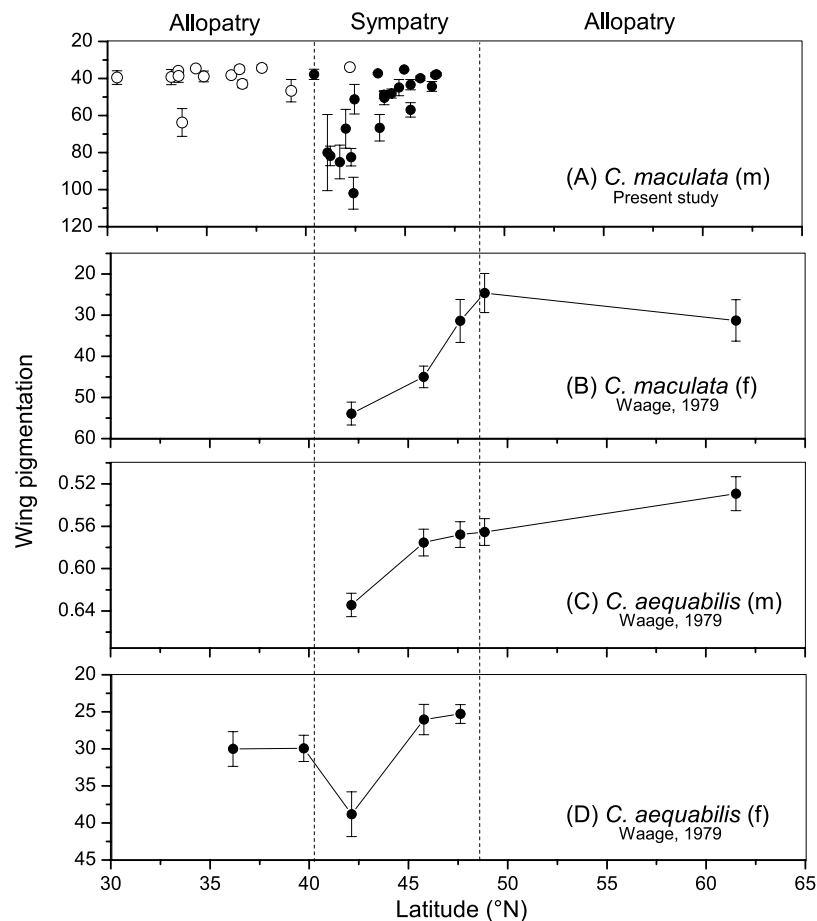 Allopatry Sympatry Allopatry
20
40
60
80
100
120
(A) C. maculata (m)
Present study
20
30
40
50
60
(B) C. maculata (f)
Waage, 1979
0.52
0.56
0.60
0.64
(C) C. aequabilis (m)
Waage, 1979
20
25
30
35
40
45
(D) C. aequabilis (f)
Waage, 1979
30 35 40 45 50 55 60 65
Latitude (°N)
Wing pigmentation